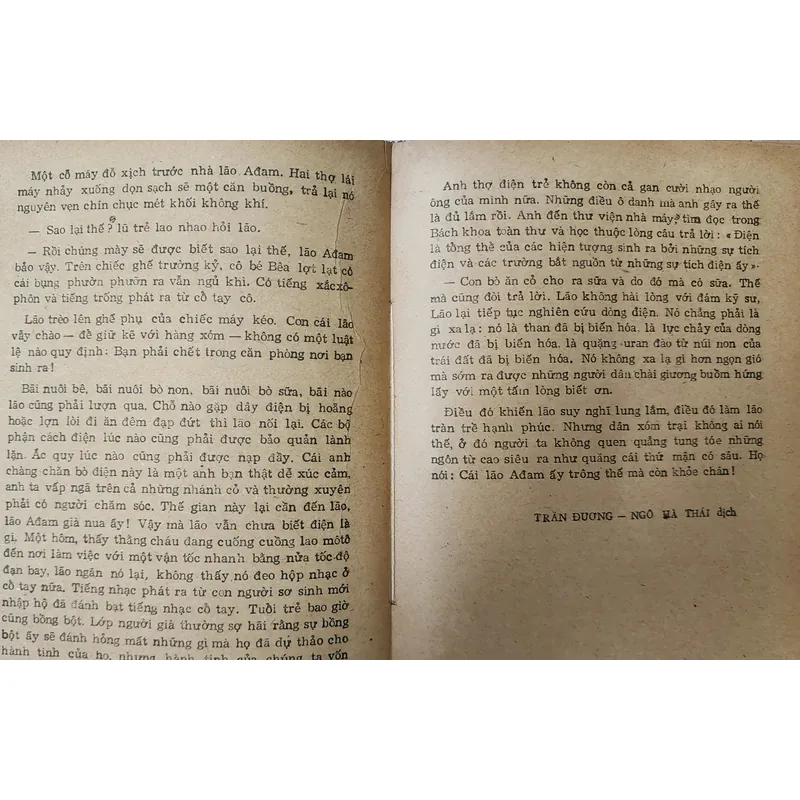 Một cỗ máy đỗ xịch trước nhà lão Ađam. Hai thợ lái
máy nhảy xuống dọn sạch sẽ một căn buồng, trả lại nó
nguyên vẹn chín chục mét khối không khí.
— Sao lại thế? lũ trẻ lao nhao hỏi lão.
— Rồi chúng mày sẽ được biết sao lại thế, lão Ađam
bảo vậy. Trên chiếc ghế trường kỷ, cô bé Bêa lợt lạt có
cái bụng phườn phườn ra vẫn ngủ khì. Có tiếng xắcxô-
phôn và tiếng trống phát ra từ cổ tay cô.
Lão trèo lên ghế phụ của chiếc máy kéo. Con cái lão
vẫy chào — để giữ kẽ với hàng xóm — không có một luật
lệ nào quy định: Bạn phải chết trong căn phòng nơi bạn
sinh ra!
Bãi nuôi bê, bãi nuôi bò non, bãi nuôi bò sữa, bãi nào
lão cũng phải lượn qua. Chỗ nào gặp dây điện bị hoẵng
hoặc lợn lòi đi ăn đêm đạp đứt thì lão nối lại. Các bộ
phận cách điện lúc nào cũng phải được bảo quản lành
lặn. Ác quy lúc nào cũng phải được nạp đầy. Cái anh
chàng chăn bò điện này là một anh bạn thật dễ xúc cảm,
anh ta vấp ngã trên cả những nhánh cỏ và thường xuyên
phải có người chăm sóc. Thế gian này lại cần đến lão,
lão Ađam già nua ấy! Vậy mà lão vẫn chưa biết điện là
gì. Một hôm, thấy thằng cháu đang cuống cuồng lao môtô
đến nơi làm việc với một vận tốc nhanh bằng nửa tốc độ
đạn bay, lão ngăn nó lại, không thấy nó đeo hộp nhạc ở
cổ tay nữa. Tiếng nhạc phát ra từ con người sơ sinh mới
nhập hộ đã đánh bạt tiếng nhạc cổ tay. Tuổi trẻ bao giờ
cũng bồng bột. Lớp người già thường sợ hãi rằng sự bồng
bột ấy sẽ đánh hỏng mất những gì mà họ đã dự thảo cho
hành tinh của họ, nhưng hành tinh của chúng ta vốn
Anh thợ điện trẻ không còn cả gan cười nhạo người
ông của mình nữa. Những điều ô danh mà anh gây ra thế
là đủ lắm rồi. Anh đến thư viện nhà máy, tìm đọc trong
Bách khoa toàn thư và học thuộc lòng câu trả lời: «Điện
là tổng thể của các hiện tượng sinh ra bởi những sự tích
điện và các trường bắt nguồn từ những sự tích điện ấy».
— Con bò ăn cỏ cho ra sữa và do đó mà có sữa. Thế
mà cũng đòi trả lời. Lão không hài lòng với đám kỹ sư,
Lão lại tiếp tục nghiên cứu dòng điện. Nó chẳng phải là
gì xa lạ: nó là than đã bị biến hóa, là lực chảy của dòng
nước đã bị biến hóa, là quặng uran đào từ núi non của
trái đất đã bị biến hóa. Nó không xa lạ gì hơn ngọn gió
mà sớm ra được những người dân chài giương buồm hứng
lấy với một tấm lòng biết ơn.
Điều đó khiến lão suy nghĩ lung lắm, điều đó làm lão
tràn trề hạnh phúc. Nhưng dân xóm trại không ai nói
thế, ở đó người ta không quen quẳng tung tóe những
ngôn từ cao siêu ra như quẳng cái thứ mận có sâu. Họ
nói: Cái lão Ađam ấy trông thế mà còn khỏe chán!
TRẦN ĐƯƠNG — NGÔ HÀ THÁI dịch